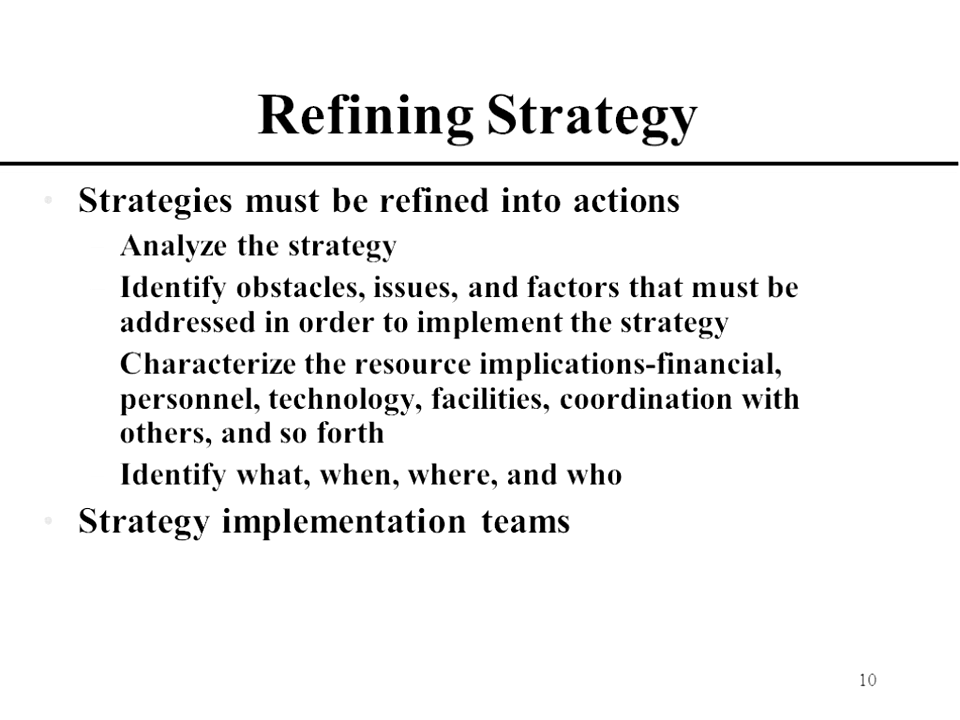 Refining Strategy
• Strategies must be refined into actions
Analyze the strategy
Identify obstacles, issues, and factors that must be
addressed in order to implement the strategy
Characterize the resource implications-financial,
personnel, technology, facilities, coordination with
others, and so forth
Identify what, when, where, and who
• Strategy implementation teams
10